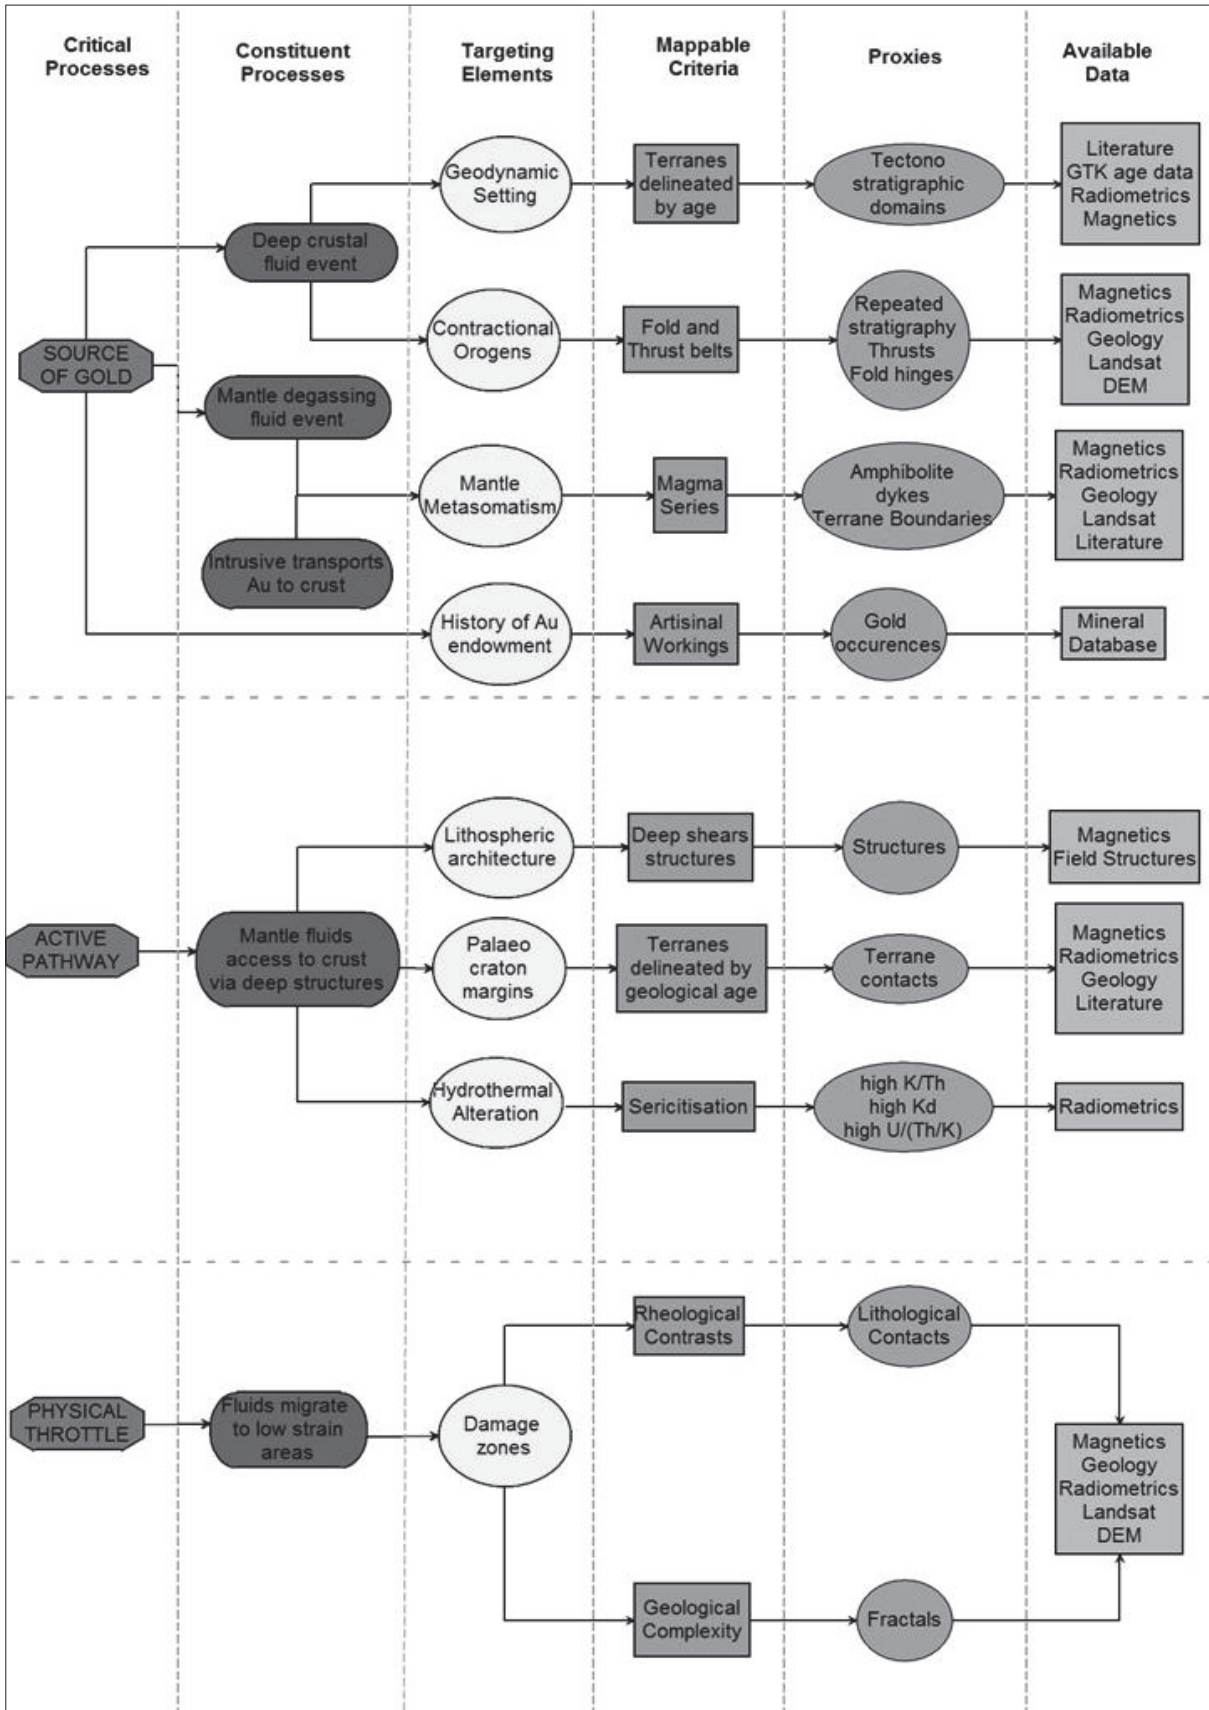 Critical
Processes
Constituent
Processes
Targeting
Elements
Mappable
Criteria
Proxies
Available
Data
SOURCE
OF GOLD
Deep crustal
fluid event
Geodynamic
Setting
Terranes
delineated
by age
Tectono
stratigraphic
domains
Literature
GTK age data
Radiometrics
Magnetics
Contractional
Orogens
Fold and
Thrust belts
Repeated
stratigraphy
Thrusts
Fold hinges
Magnetics
Radiometrics
Geology
Landsat
DEM
Mantle degassing
fluid event
Intrusive transports
Au to crust
Mantle
Metasomatism
Magma
Series
Amphibolite
dykes
Terrane Boundaries
Magnetics
Radiometrics
Geology
Landsat
Literature
History of Au
endowment
Artisinal
Workings
Gold
occurences
Mineral
Database
ACTIVE
PATHWAY
Mantle fluids
access to crust
via deep structures
Lithospheric
architecture
Deep shears
structures
Structures
Magnetics
Field Structures
Palaeo
craton
margins
Terranes
delineated by
geological age
Terrane
contacts
Magnetics
Radiometrics
Geology
Literature
Hydrothermal
Alteration
Sericitisation
high K/Th
high Kd
high U/(Th/K)
Radiometrics
PHYSICAL
THROTTLE
Fluids migrate
to low strain
areas
Damage
zones
Rheological
Contrasts
Lithological
Contacts
Geological
Complexity
Fractals
Magnetics
Geology
Radiometrics
Landsat
DEM